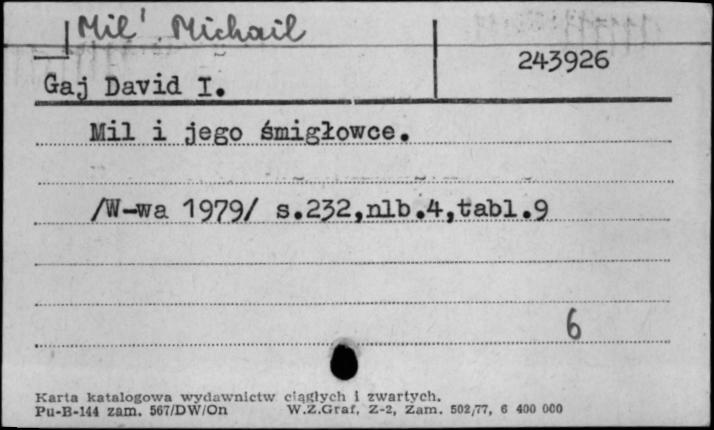 Mil' Michail
243926
Gaj David I.
Mil i jego śmigłowce.
/W-wa 1979/ s.232,nlb.4,tabl.9
6
Karta katalogowa wydawnictw ciągłych i zwartych.
Pu-B-144 zam. 567/DW/On W.Z.Graf. Z-2, Zam. 502/77, 6 400 000